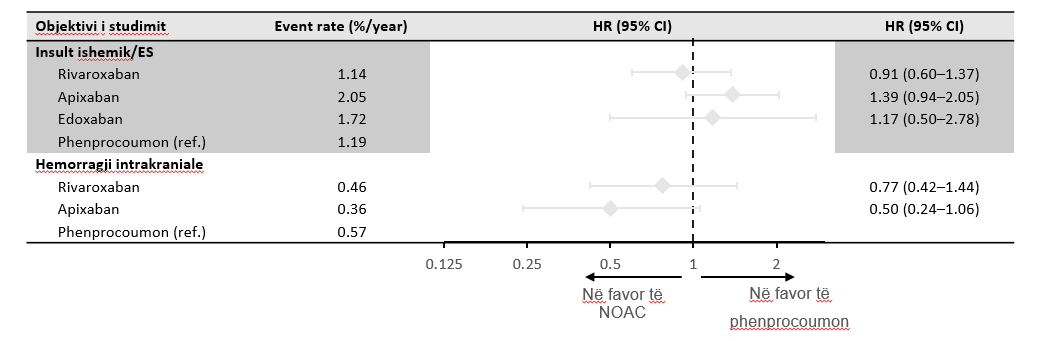 Objektivi i studimit Event rate (%/year) HR (95% CI) HR (95% CI)
Insult ishemik/ES
Rivaroxaban 1.14 0.91 (0.60–1.37)
Apixaban 2.05 1.39 (0.94–2.05)
Edoxaban 1.72 1.17 (0.50–2.78)
Phenprocoumon (ref.) 1.19
Hemorragji intrakraniale
Rivaroxaban 0.46 0.77 (0.42–1.44)
Apixaban 0.36 0.50 (0.24–1.06)
Phenprocoumon (ref.) 0.57
0.125 0.25 0.5 1 2
Në favor të
NOAC
Në favor të
phenprocoumon